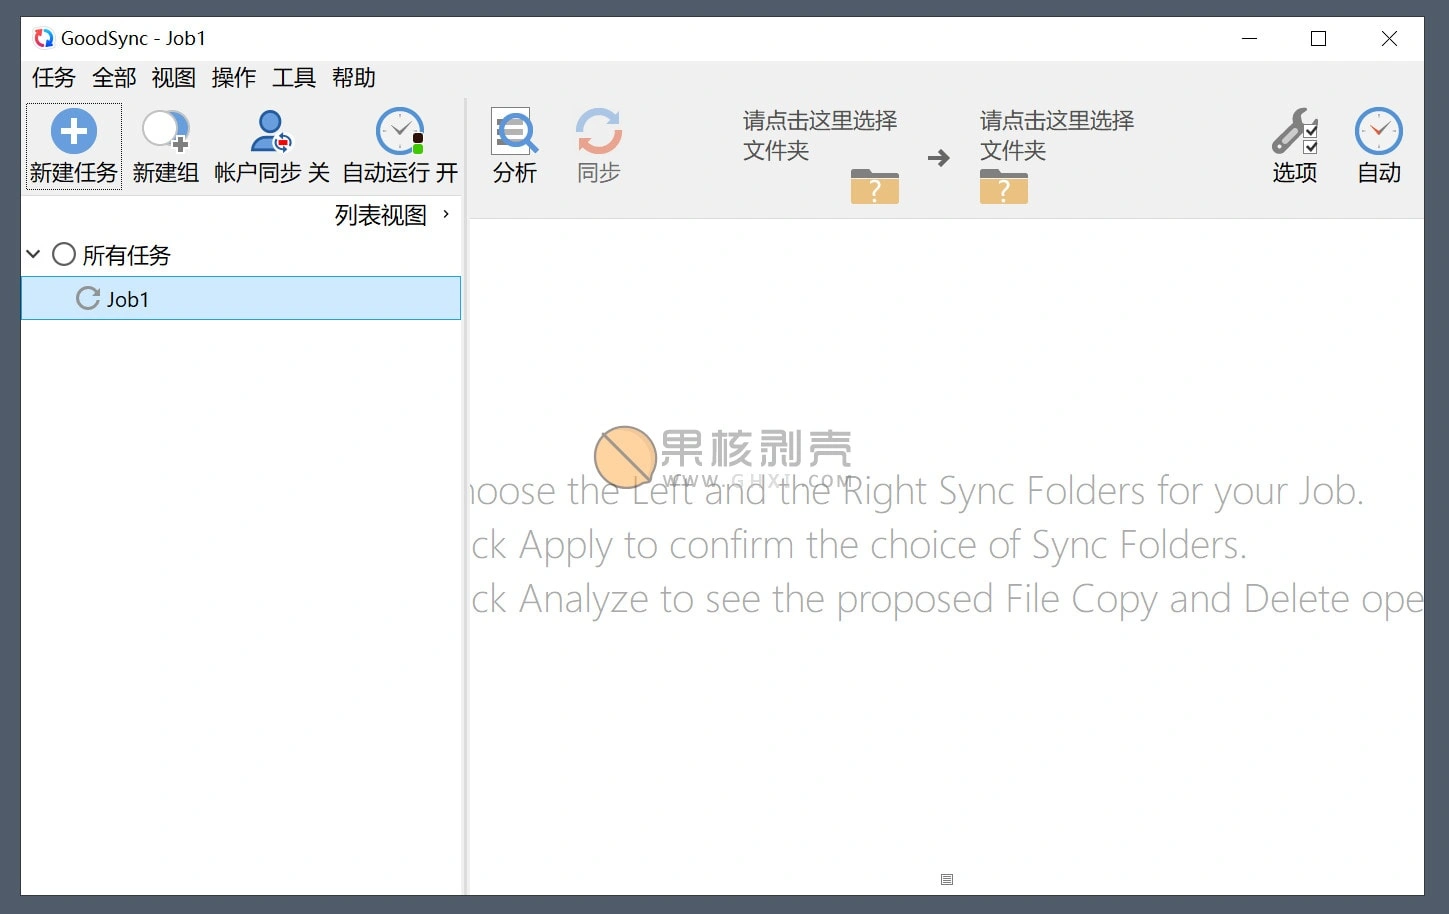 GoodSync - Job1
任务 全部 视图 操作 工具 帮助
新建任务 新建组 帐户同步 关 自动运行 开
分析 同步
请点击这里选择
文件夹
请点击这里选择
文件夹
选项 自动
列表视图
所有任务
Job1
果核剥壳
WWW.GHXI.COM
hoose the Left and the Right Sync Folders for your Job.
ck Apply to confirm the choice of Sync Folders.
ck Analyze to see the proposed File Copy and Delete ope